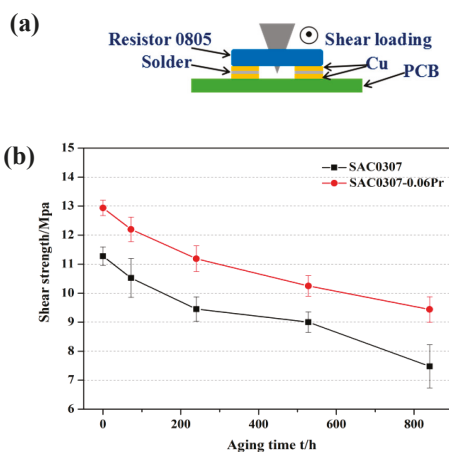 (a)
Resistor 0805
Shear loading
Solder
Cu
PCB
(b)
15
14
13
12
11
10
9
8
7
6
Shear strength/Mpa
SAC0307
SAC0307-0.06Pr
0 200 400 600 800
Aging time t/h